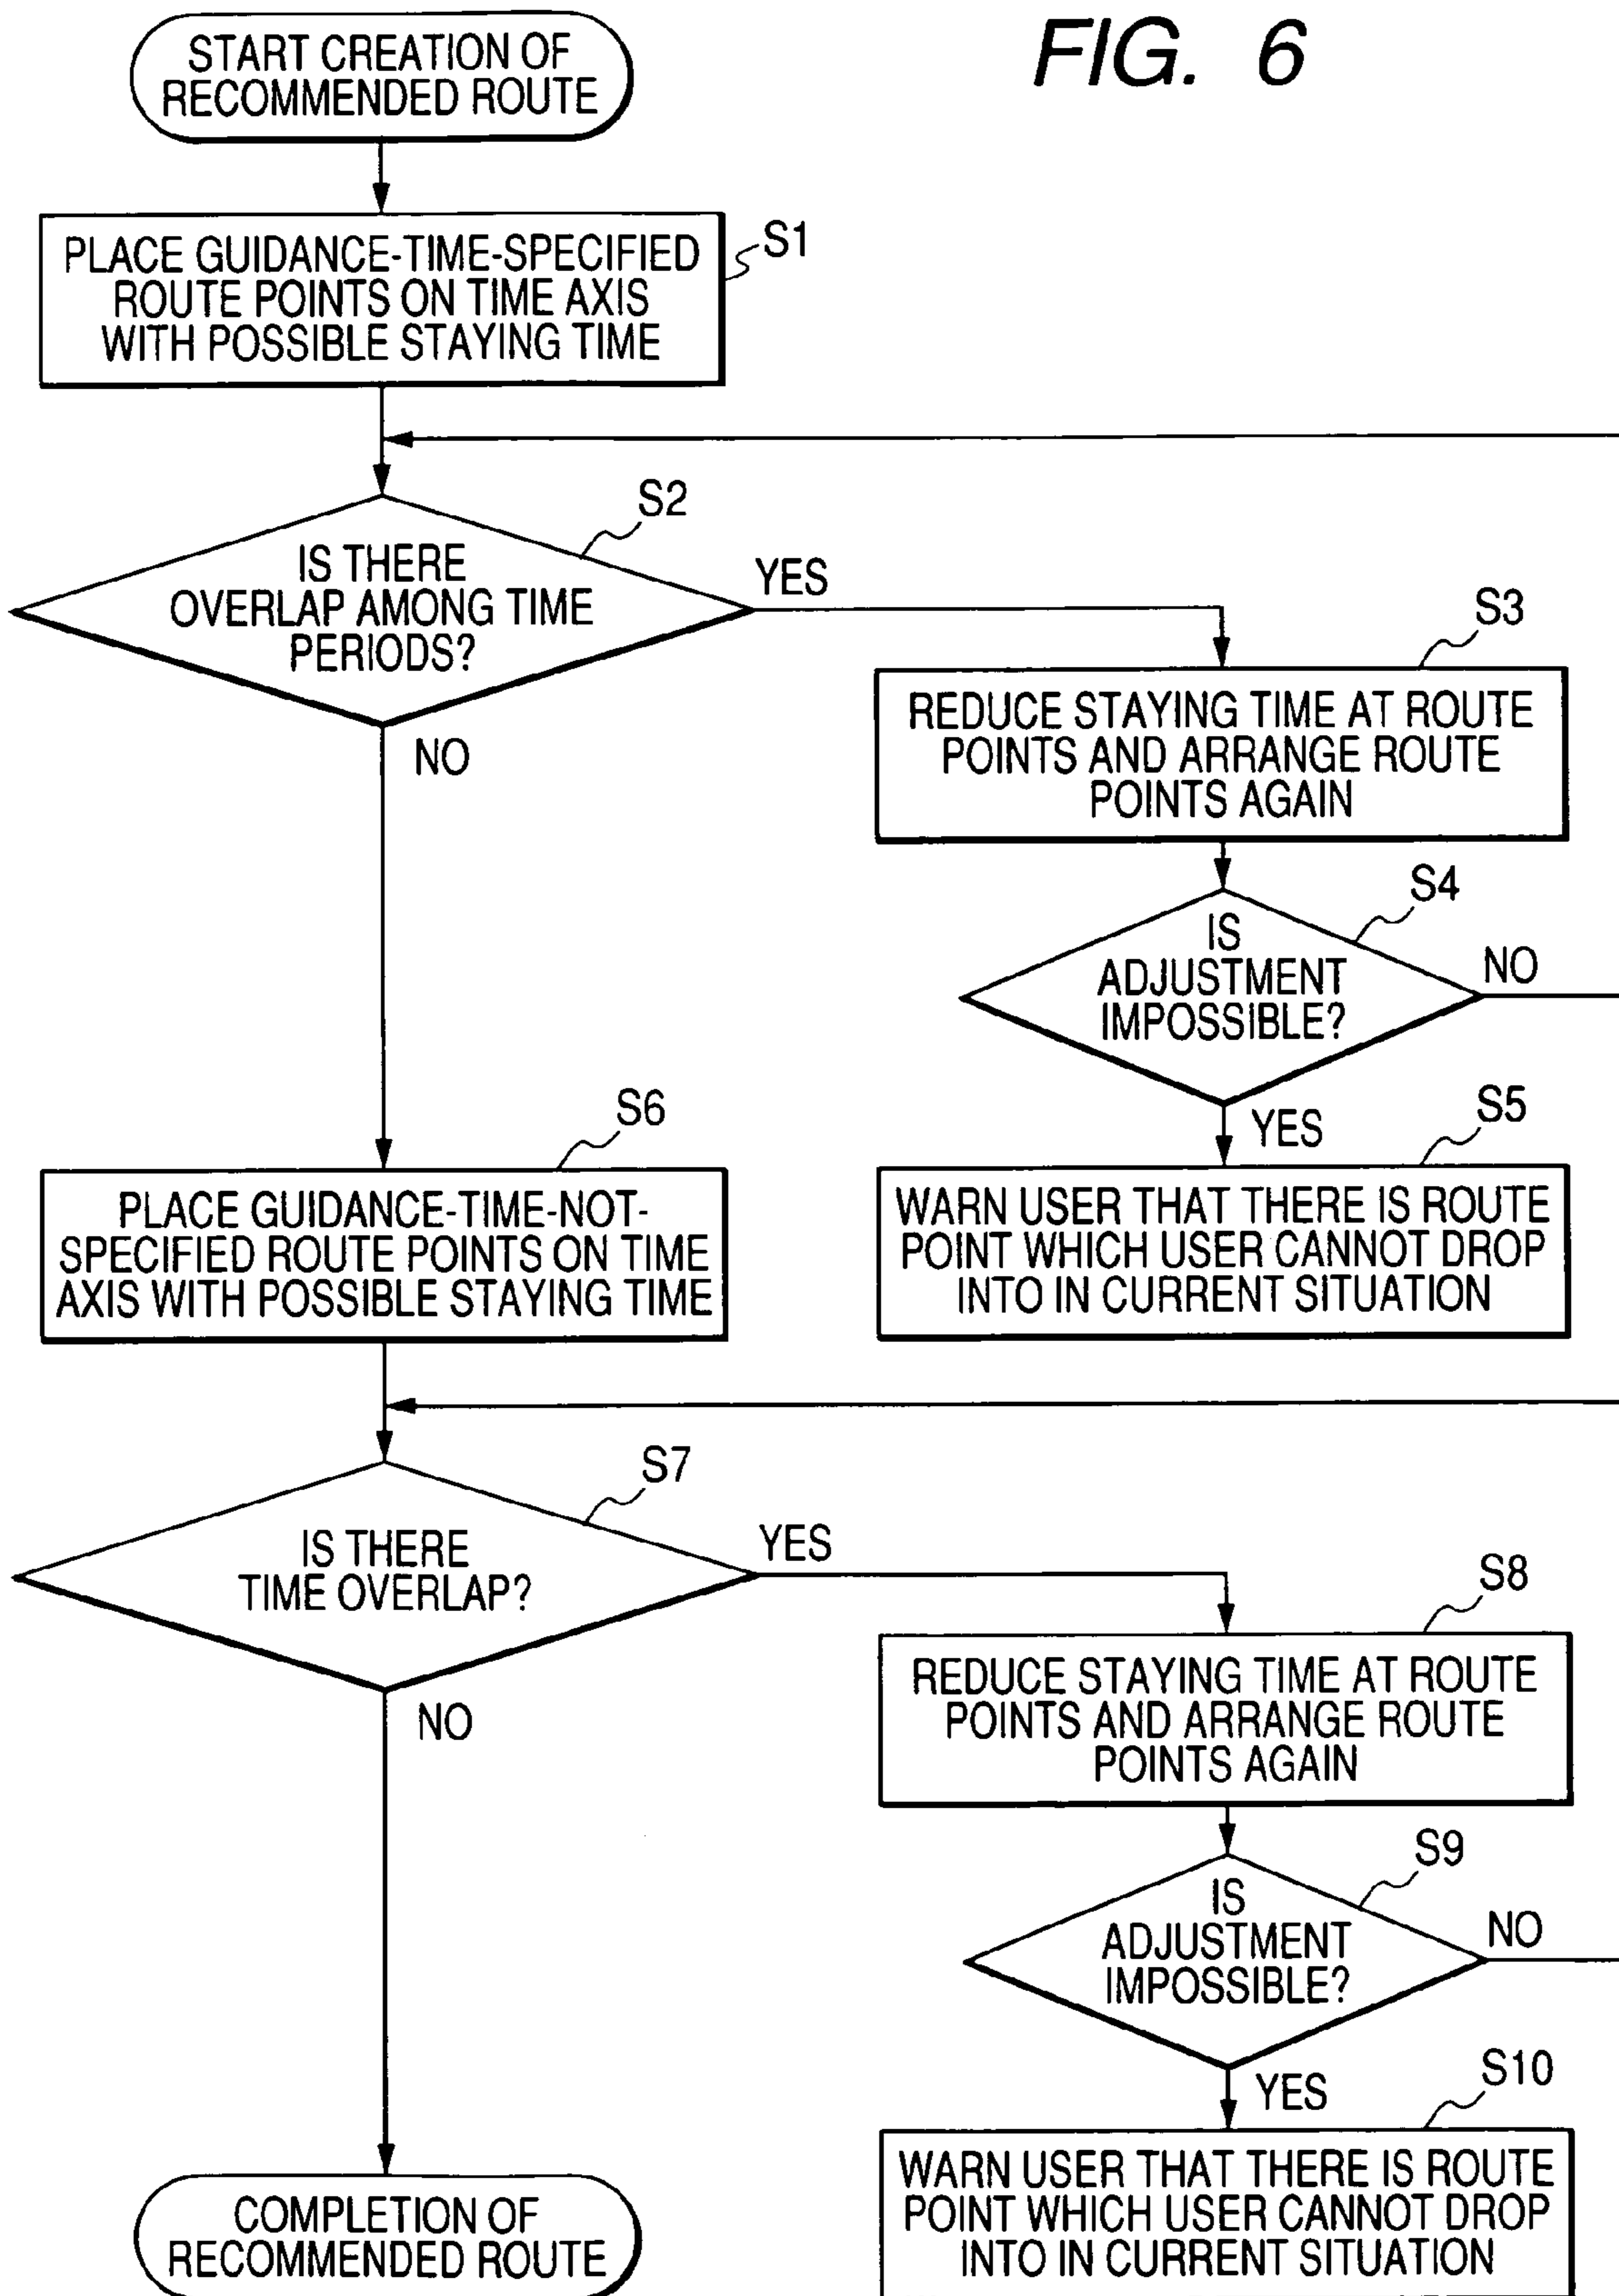 FIG. 6
START CREATION OF
RECOMMENDED ROUTE
S1
PLACE GUIDANCE-TIME-SPECIFIED
ROUTE POINTS ON TIME AXIS
WITH POSSIBLE STAYING TIME
S2
IS THERE
OVERLAP AMONG TIME
PERIODS?
YES
NO
S3
REDUCE STAYING TIME AT ROUTE
POINTS AND ARRANGE ROUTE
POINTS AGAIN
S4
IS
ADJUSTMENT
IMPOSSIBLE?
NO
YES
S5
WARN USER THAT THERE IS ROUTE
POINT WHICH USER CANNOT DROP
INTO IN CURRENT SITUATION
S6
PLACE GUIDANCE-TIME-NOT-
SPECIFIED ROUTE POINTS ON TIME
AXIS WITH POSSIBLE STAYING TIME
S7
IS THERE
TIME OVERLAP?
YES
NO
S8
REDUCE STAYING TIME AT ROUTE
POINTS AND ARRANGE ROUTE
POINTS AGAIN
S9
IS
ADJUSTMENT
IMPOSSIBLE?
NO
YES
S10
WARN USER THAT THERE IS ROUTE
POINT WHICH USER CANNOT DROP
INTO IN CURRENT SITUATION
COMPLETION OF
RECOMMENDED ROUTE